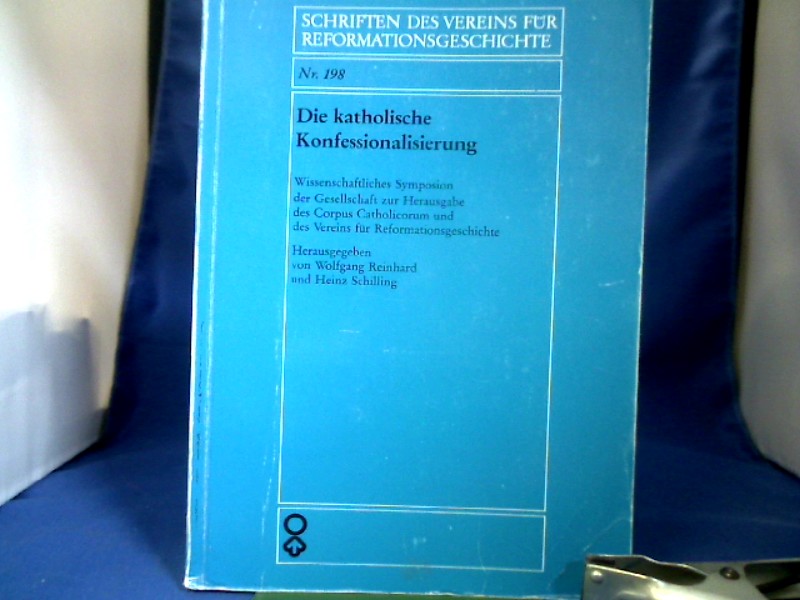 SCHRIFTEN DES VEREINS FÜR
REFORMATIONSGESCHICHTE
Nr. 198
Die katholische
Konfessionalisierung
Wissenschaftliches Symposion
der Gesellschaft zur Herausgabe
des Corpus Catholicorum und
des Vereins für Reformationsgeschichte
Herausgegeben
von Wolfgang Reinhard
und Heinz Schilling